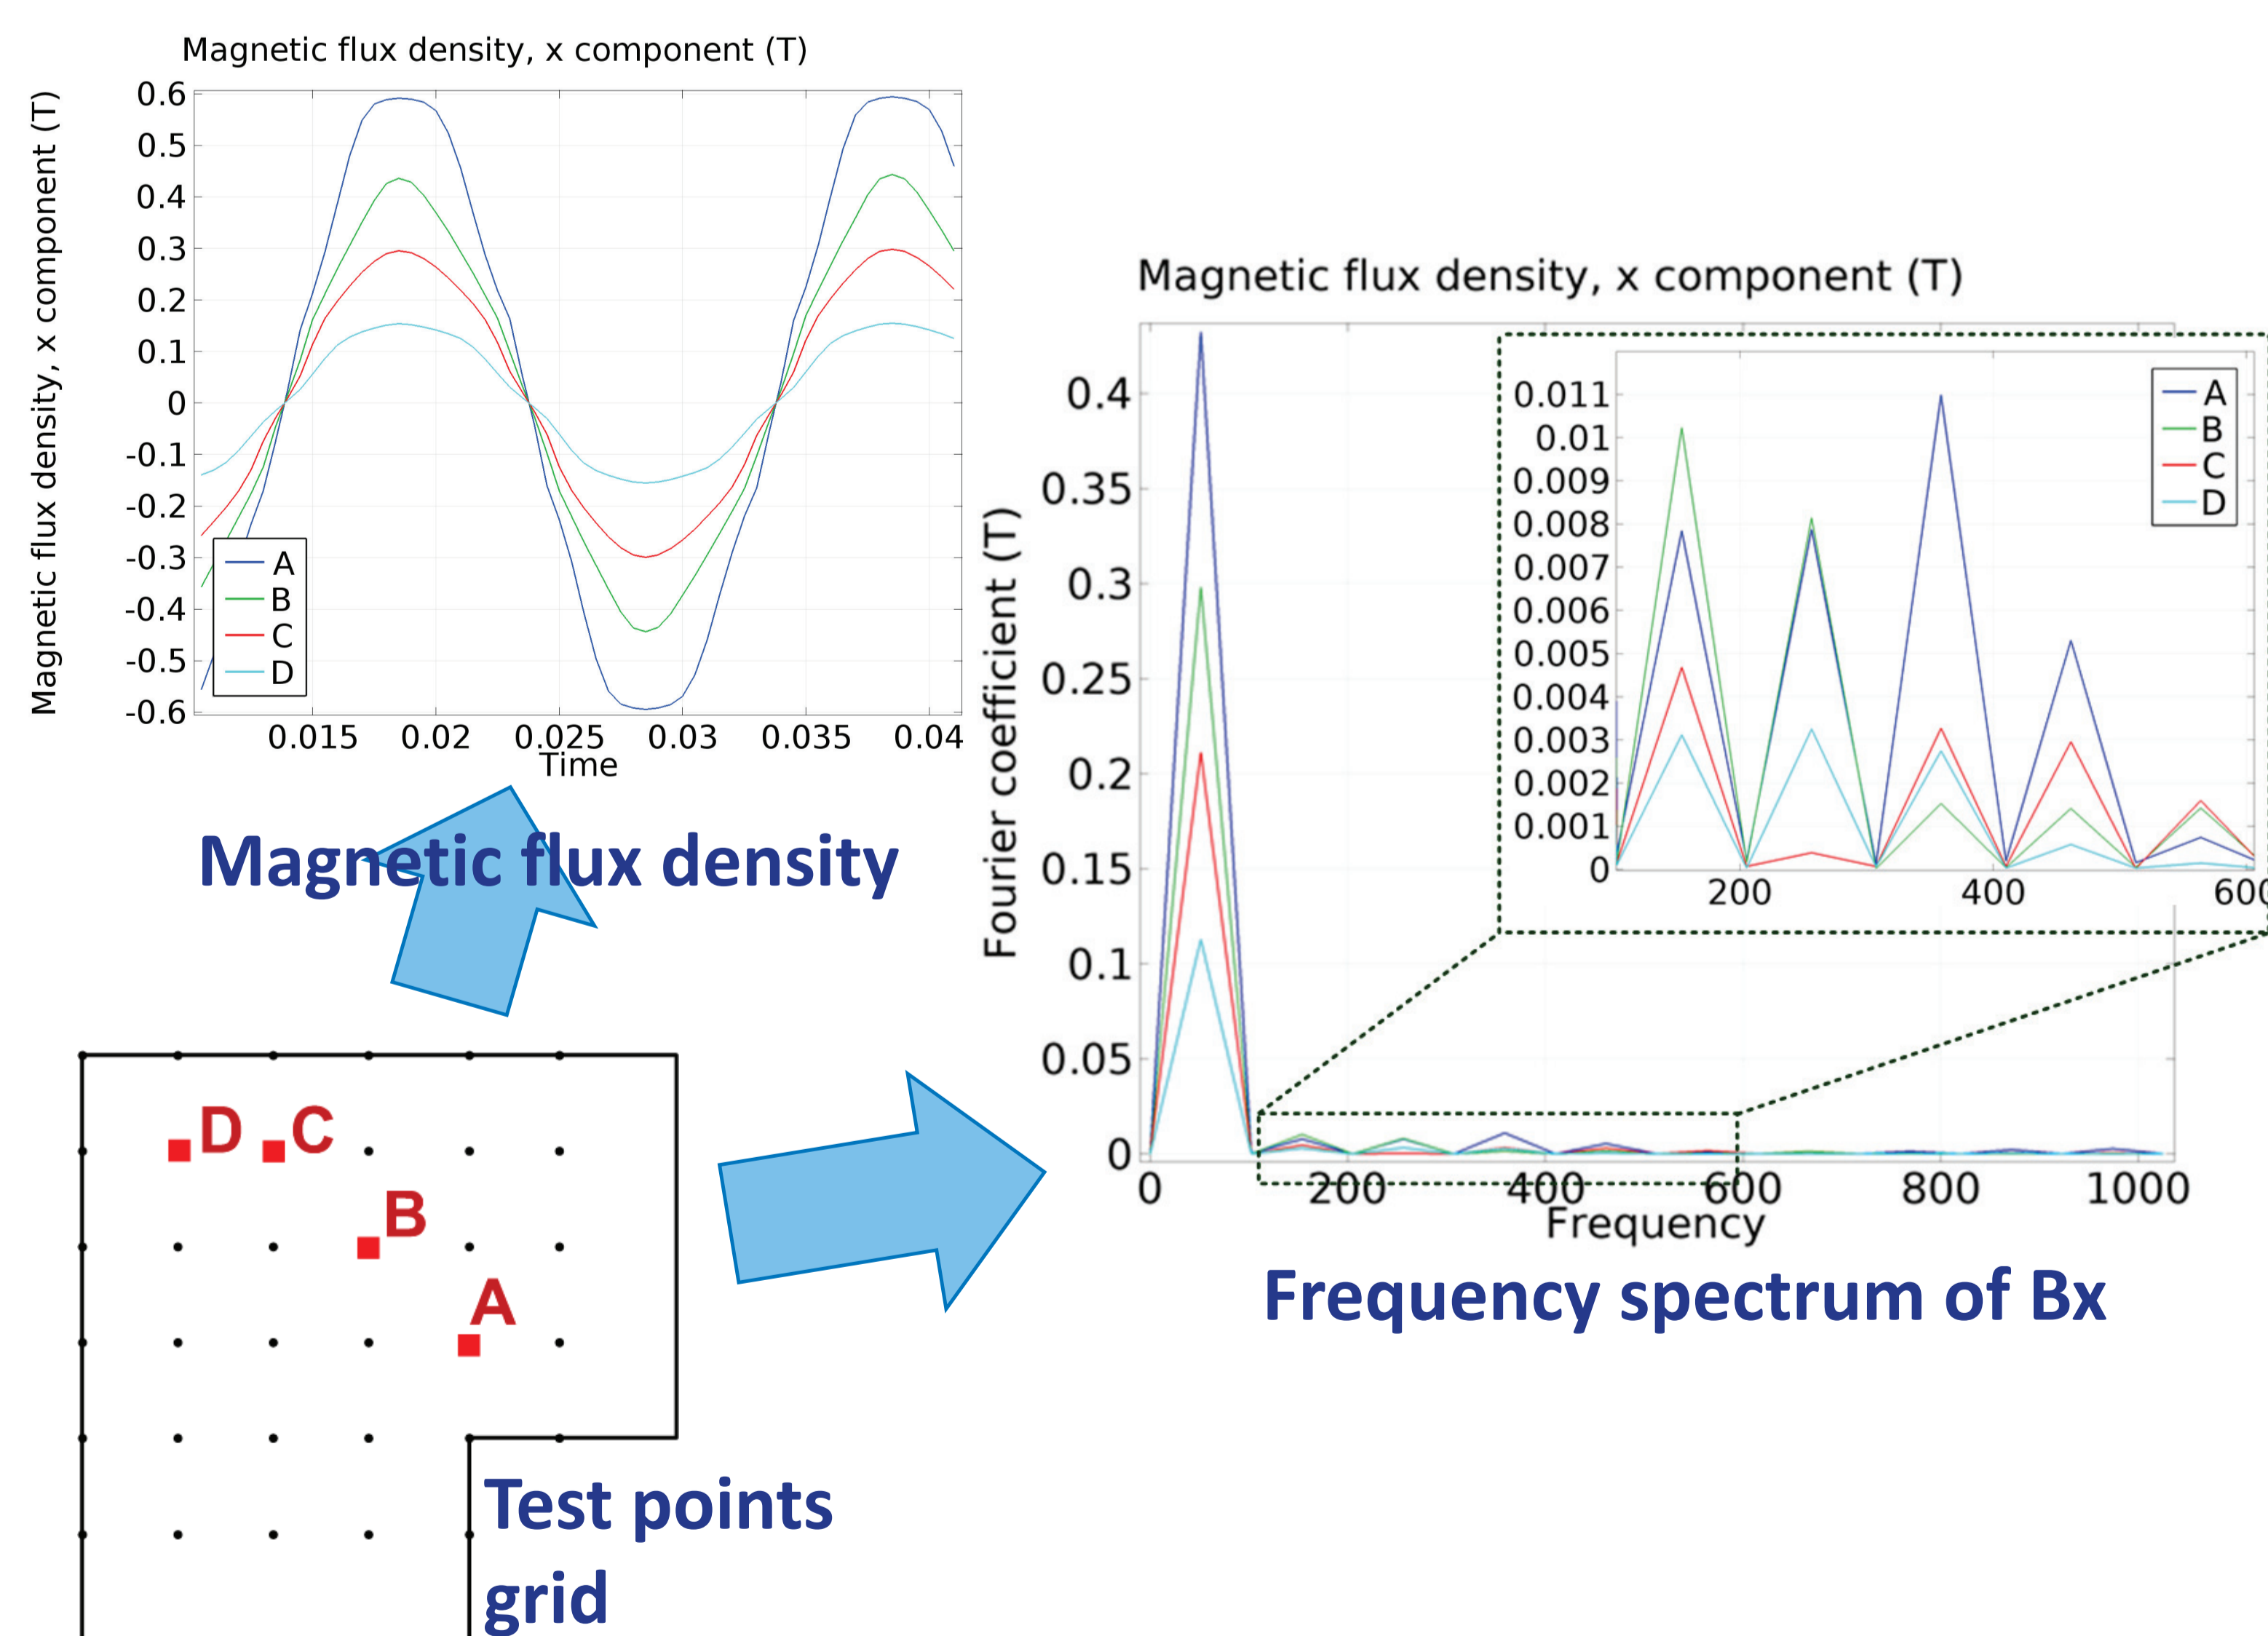 Magnetic flux density, x component (T)
Magnetic flux density, x component (T)
0.6
0.5
0.4
0.3
0.2
0.1
0
-0.1
-0.2
-0.3
-0.4
-0.5
-0.6
A
B
C
D
0.015 0.02 0.025 0.03 0.035 0.04
Time
Magnetic flux density
Magnetic flux density, x component (T)
Fourier coefficient (T)
0.4
0.35
0.3
0.25
0.2
0.15
0.1
0.05
0
0.011
0.01
0.009
0.008
0.007
0.006
0.005
0.004
0.003
0.002
0.001
0
A
B
C
D
200 400 600
0 200 400 600 800 1000
Frequency
Frequency spectrum of Bx
D C
B
A
Test points
grid